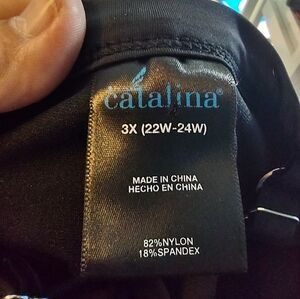 catalina®
3X (22W-24W)
MADE IN CHINA
HECHO EN CHINA
82%NYLON
18%SPANDEX